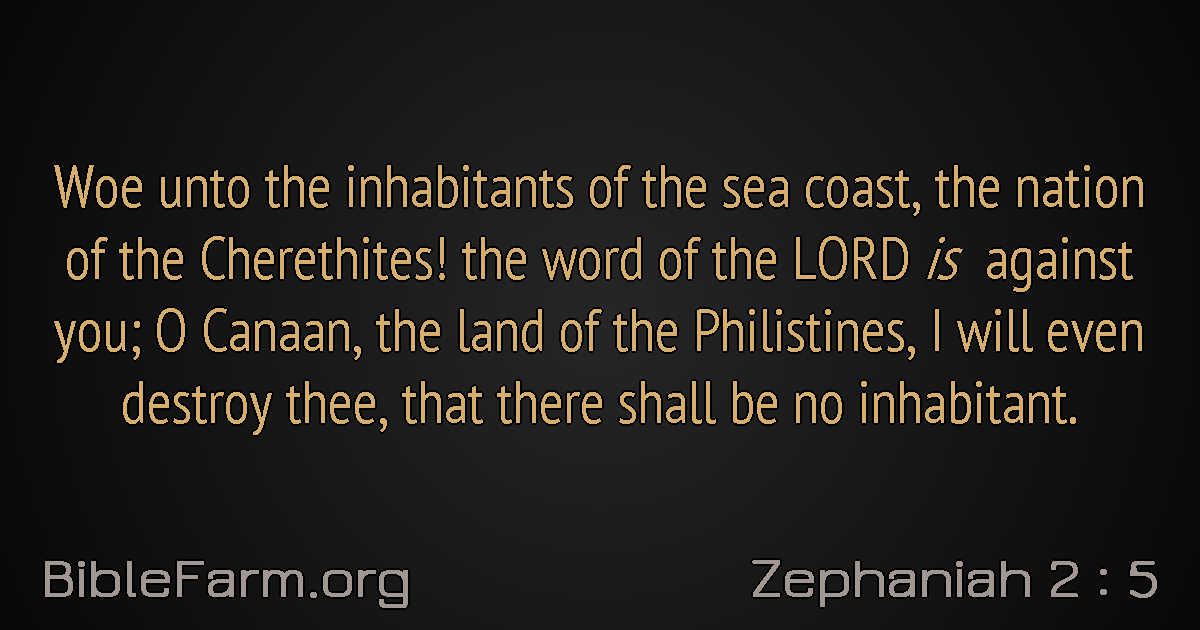 Woe unto the inhabitants of the sea coast, the nation
of the Cherethites! the word of the LORD is against
you; O Canaan, the land of the Philistines, I will even
destroy thee, that there shall be no inhabitant.
BibleFarm.org
Zephaniah 2 : 5